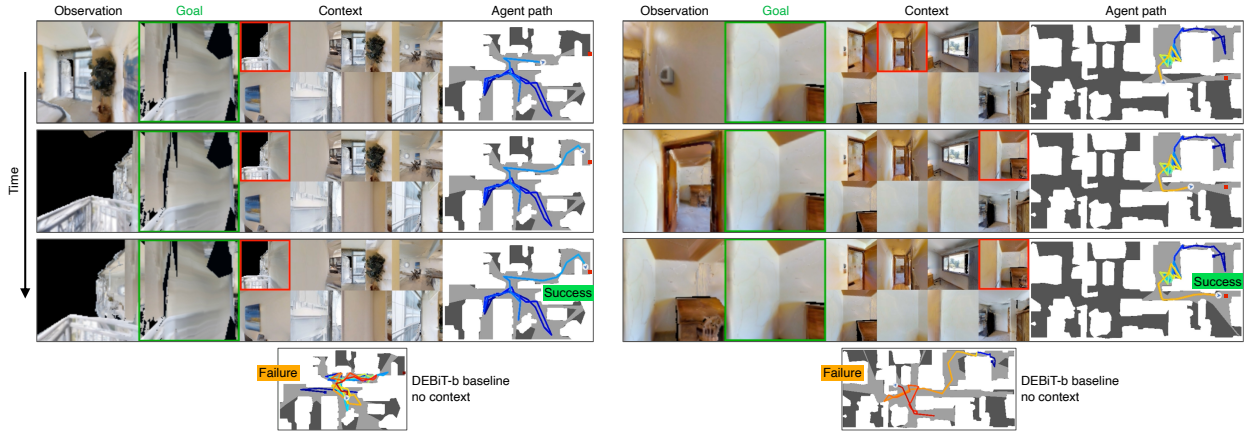 Observation Goal Context Agent path
Observation Goal Context Agent path
Time
Success
Success
Failure
DEBiT-b baseline
no context
Failure
DEBiT-b baseline
no context